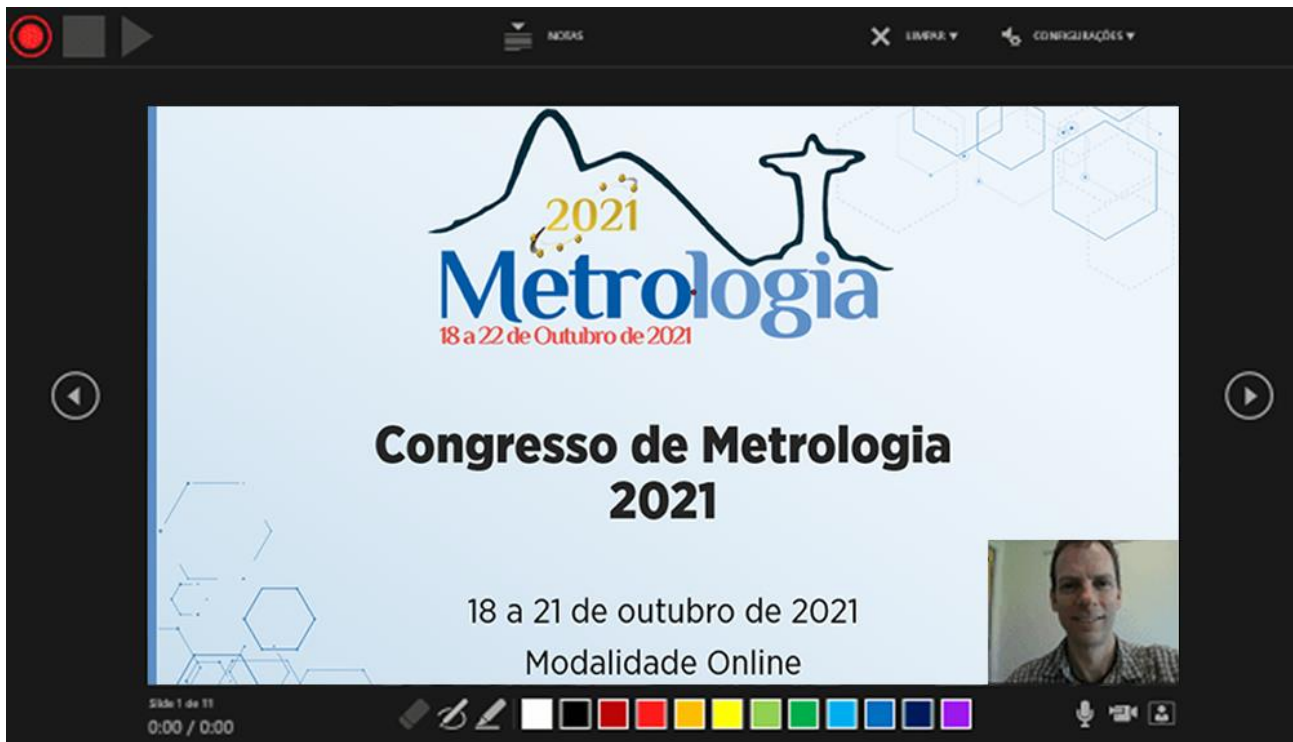 NOTAS
LIMPAR
CONFIGURAÇÕES
2021
Metrologia
18 a 22 de Outubro de 2021
Congresso de Metrologia
2021
18 a 21 de outubro de 2021
Modalidade Online
Slide 1 de 11
0:00 / 0:00